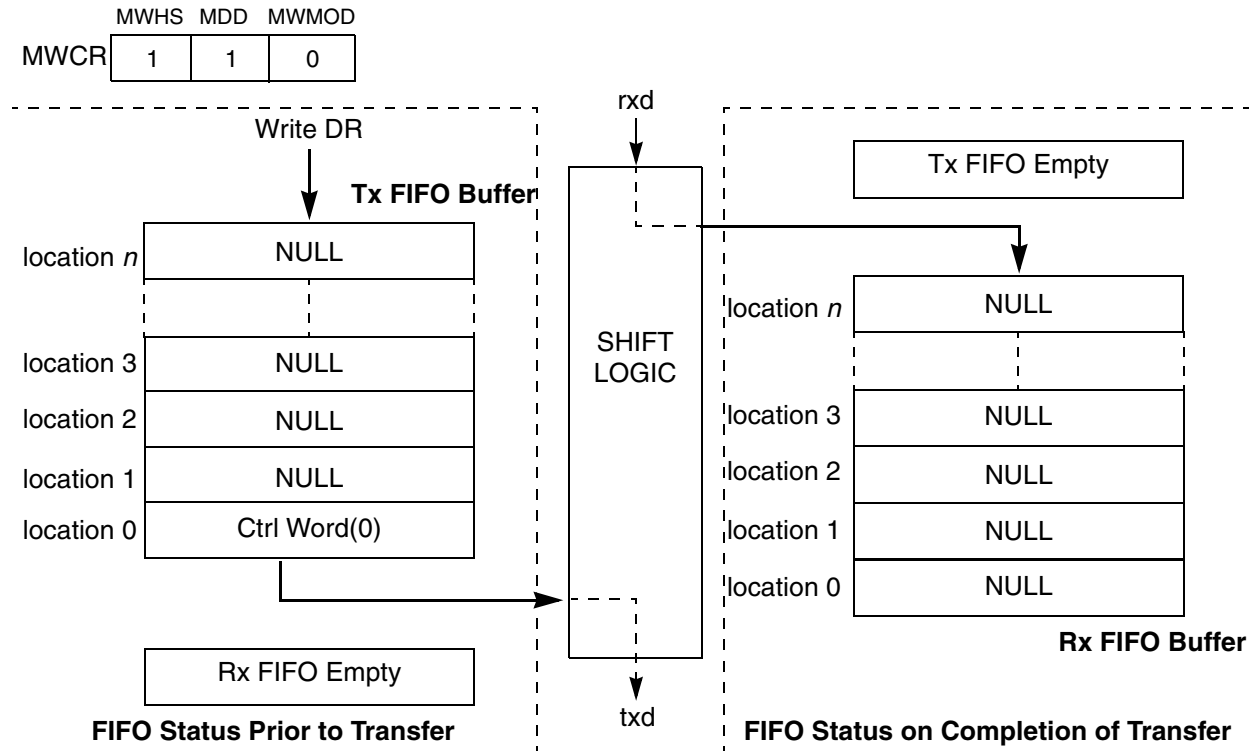 MWHS MDD MWMOD
MWCR 1 1 0
Write DR
Tx FIFO Buffer
location n NULL
location 3 NULL
location 2 NULL
location 1 NULL
location 0 Ctrl Word(0)
Rx FIFO Empty
FIFO Status Prior to Transfer
rxd
SHIFT
LOGIC
txd
Tx FIFO Empty
location n NULL
location 3 NULL
location 2 NULL
location 1 NULL
location 0 NULL
Rx FIFO Buffer
FIFO Status on Completion of Transfer